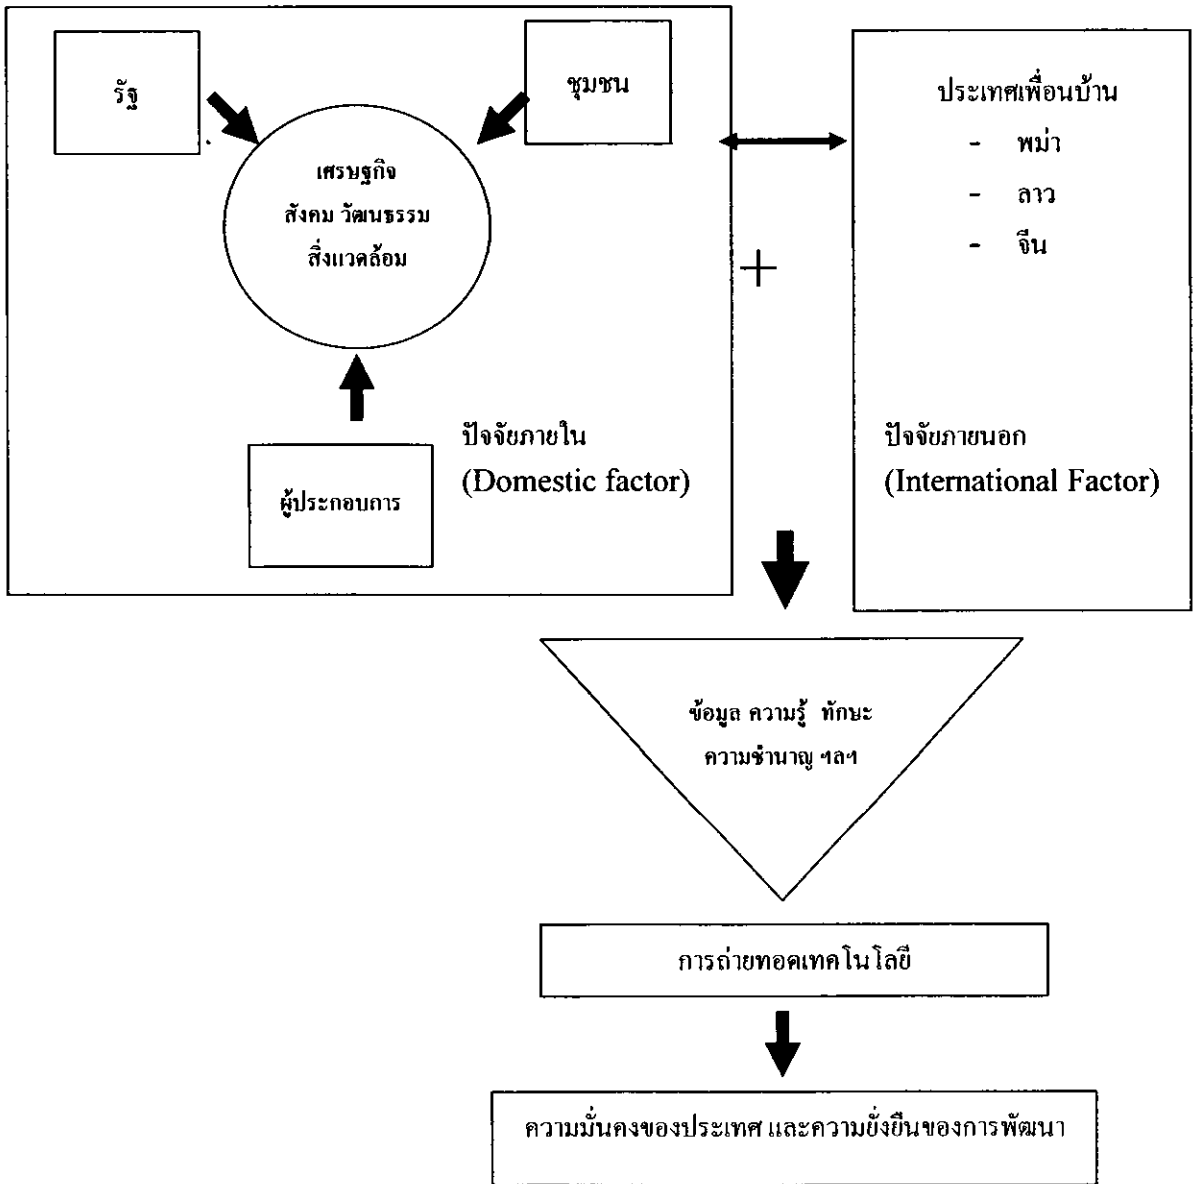 รัฐ
ชุมชน
เศรษฐกิจ
สังคม วัฒนธรรม
สิ่งแวดล้อม
ผู้ประกอบการ
ปัจจัยภายใน
(Domestic factor)
+
ประเทศเพื่อนบ้าน
- พม่า
- ลาว
- จีน
ปัจจัยภายนอก
(International Factor)
ข้อมูล ความรู้ ทักษะ
ความชำนาญ ฯลฯ
การถ่ายทอดเทคโนโลยี
ความมั่นคงของประเทศ และความยั่งยืนของการพัฒนา